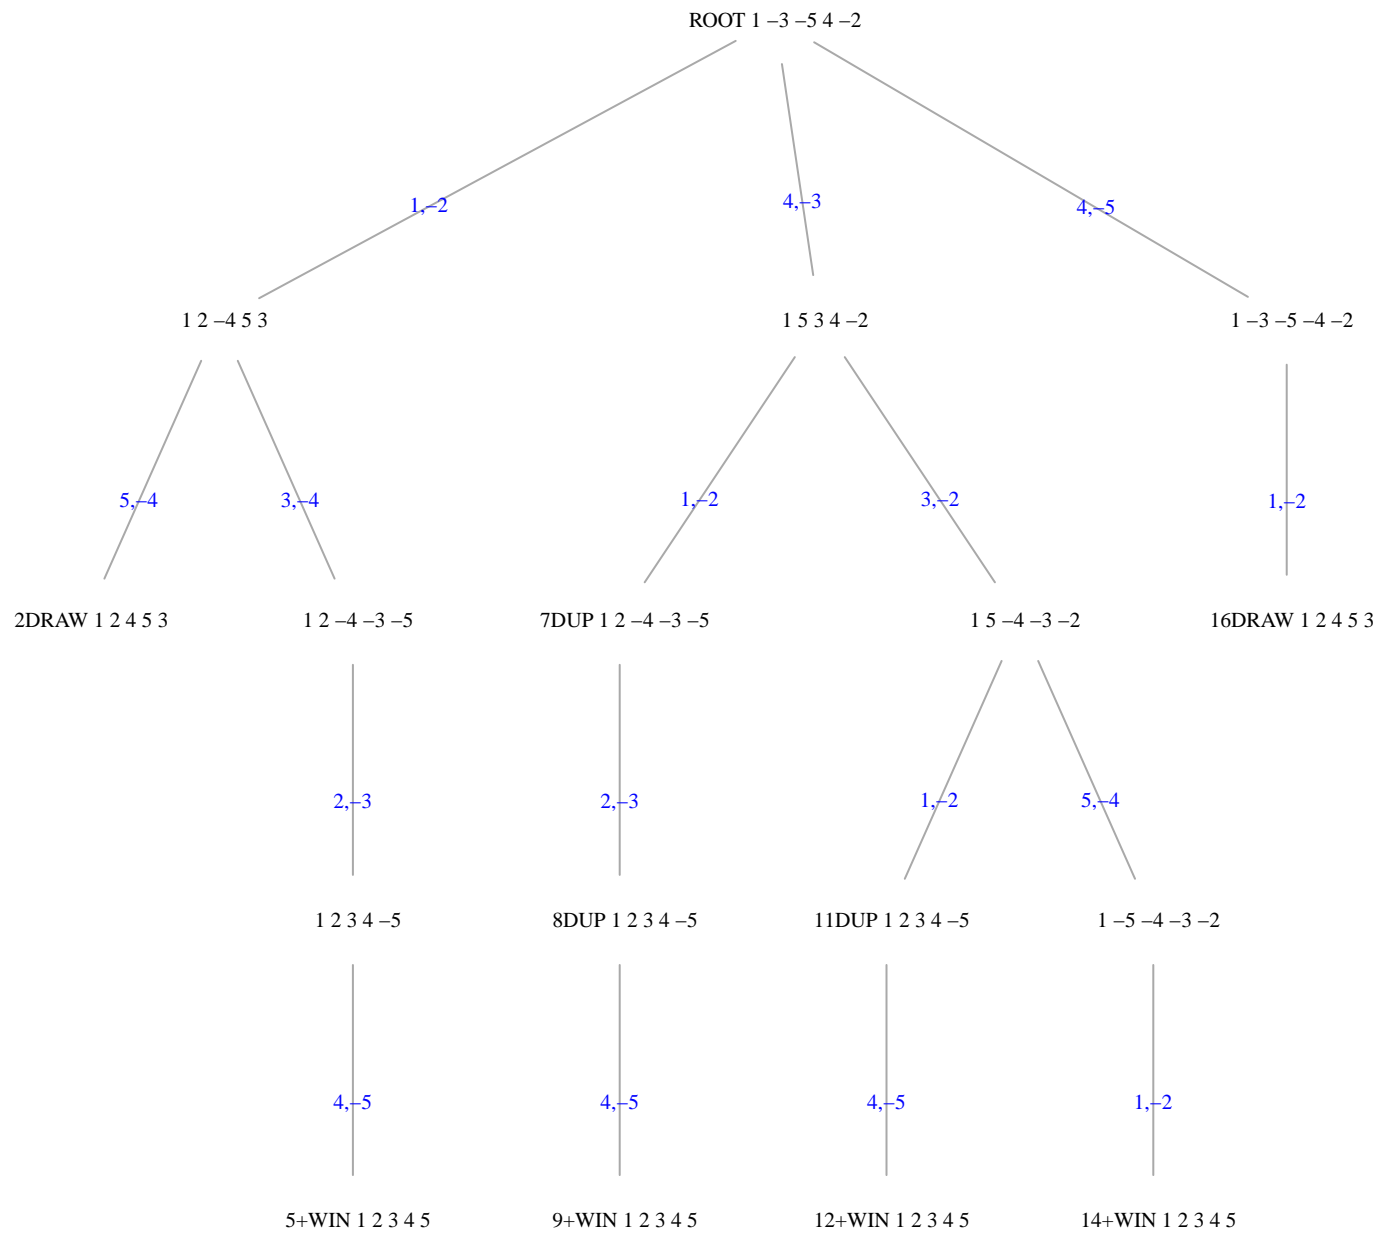 ROOT 1 –3 –5 4 –2
1,–2
4,–3
4,–5
1 2 –4 5 3
1 5 3 4 –2
1 –3 –5 –4 –2
5,–4
3,–4
1,–2
3,–2
1,–2
2DRAW 1 2 4 5 3
1 2 –4 –3 –5
7DUP 1 2 –4 –3 –5
1 5 –4 –3 –2
16DRAW 1 2 4 5 3
2,–3
2,–3
1,–2
5,–4
1 2 3 4 –5
8DUP 1 2 3 4 –5
11DUP 1 2 3 4 –5
1 –5 –4 –3 –2
4,–5
4,–5
4,–5
1,–2
5+WIN 1 2 3 4 5
9+WIN 1 2 3 4 5
12+WIN 1 2 3 4 5
14+WIN 1 2 3 4 5